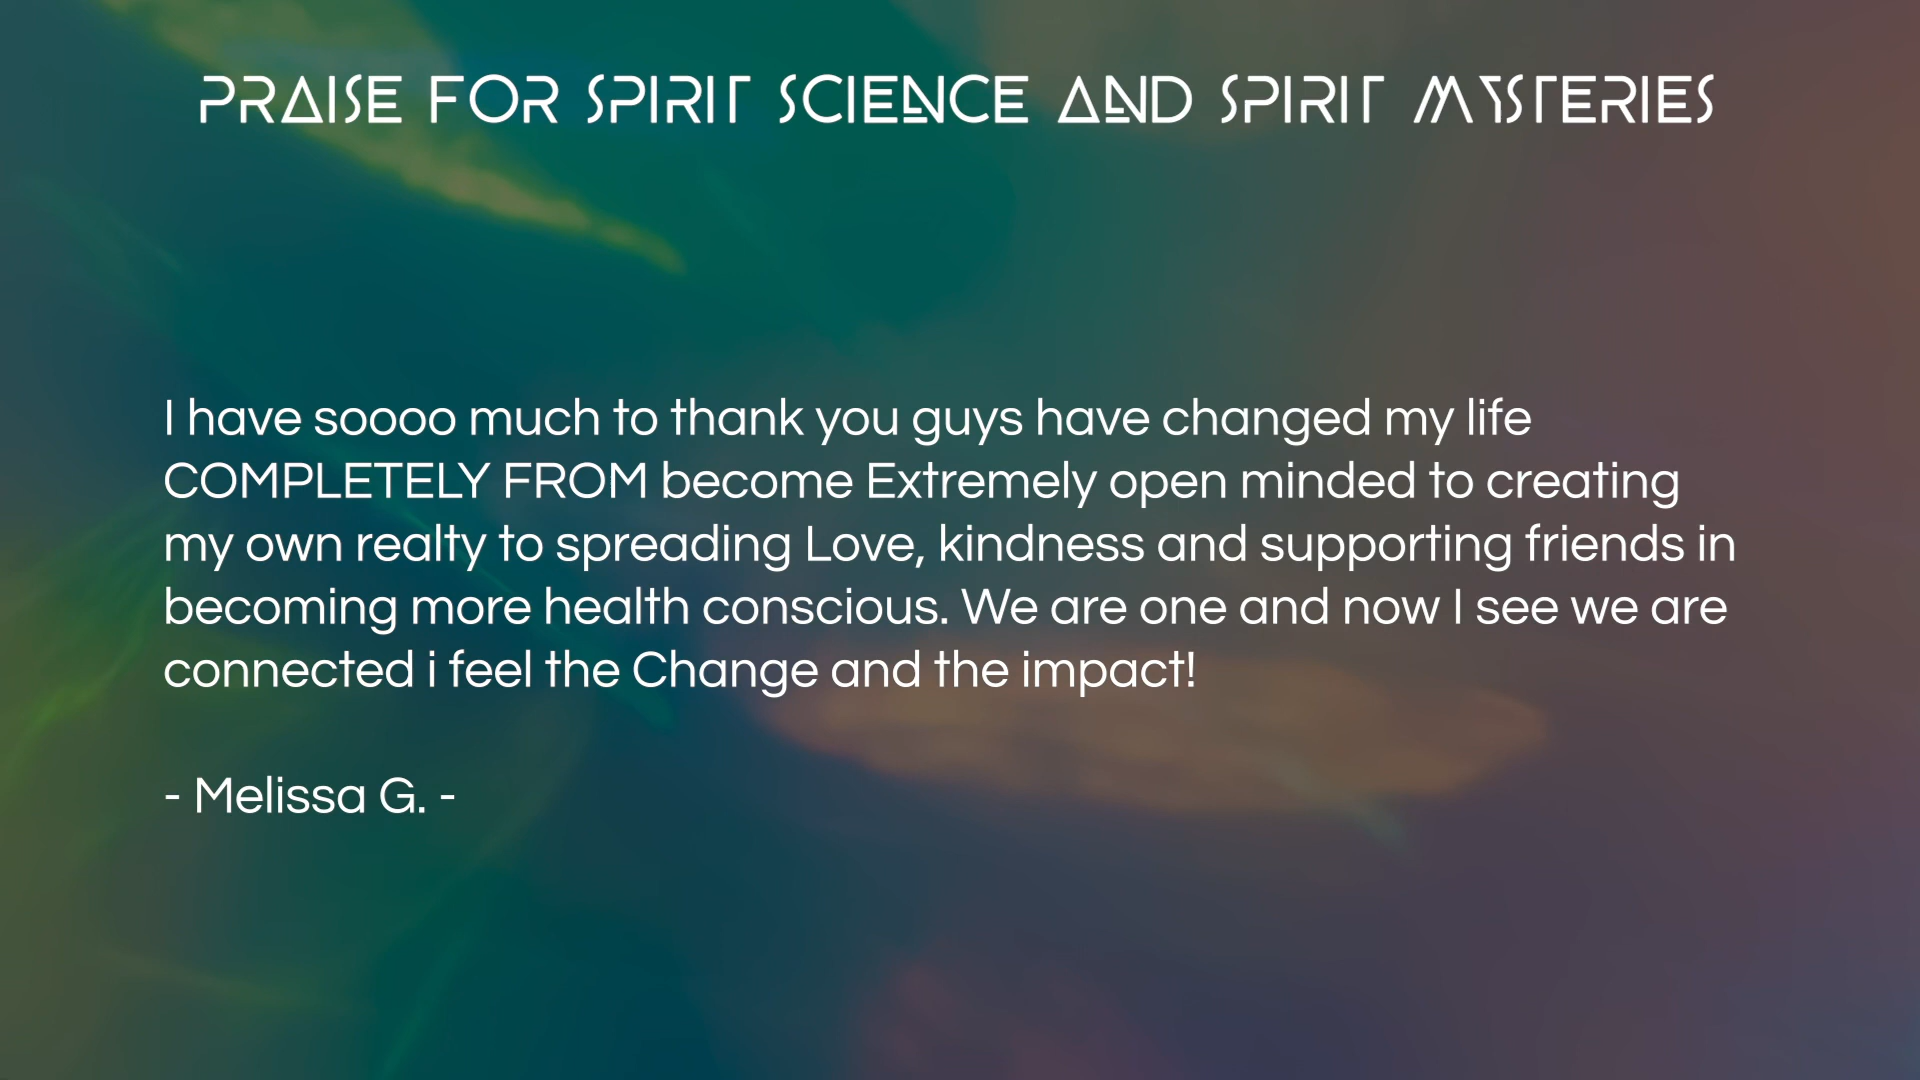 PRAISE FOR SPIRIT SCIENCE AND SPIRIT MYSTERIES
I have soooo much to thank you guys have changed my life
COMPLETELY FROM become Extremely open minded to creating
my own realty to spreading Love, kindness and supporting friends in
becoming more health conscious. We are one and now I see we are
connected i feel the Change and the impact!
- Melissa G. -